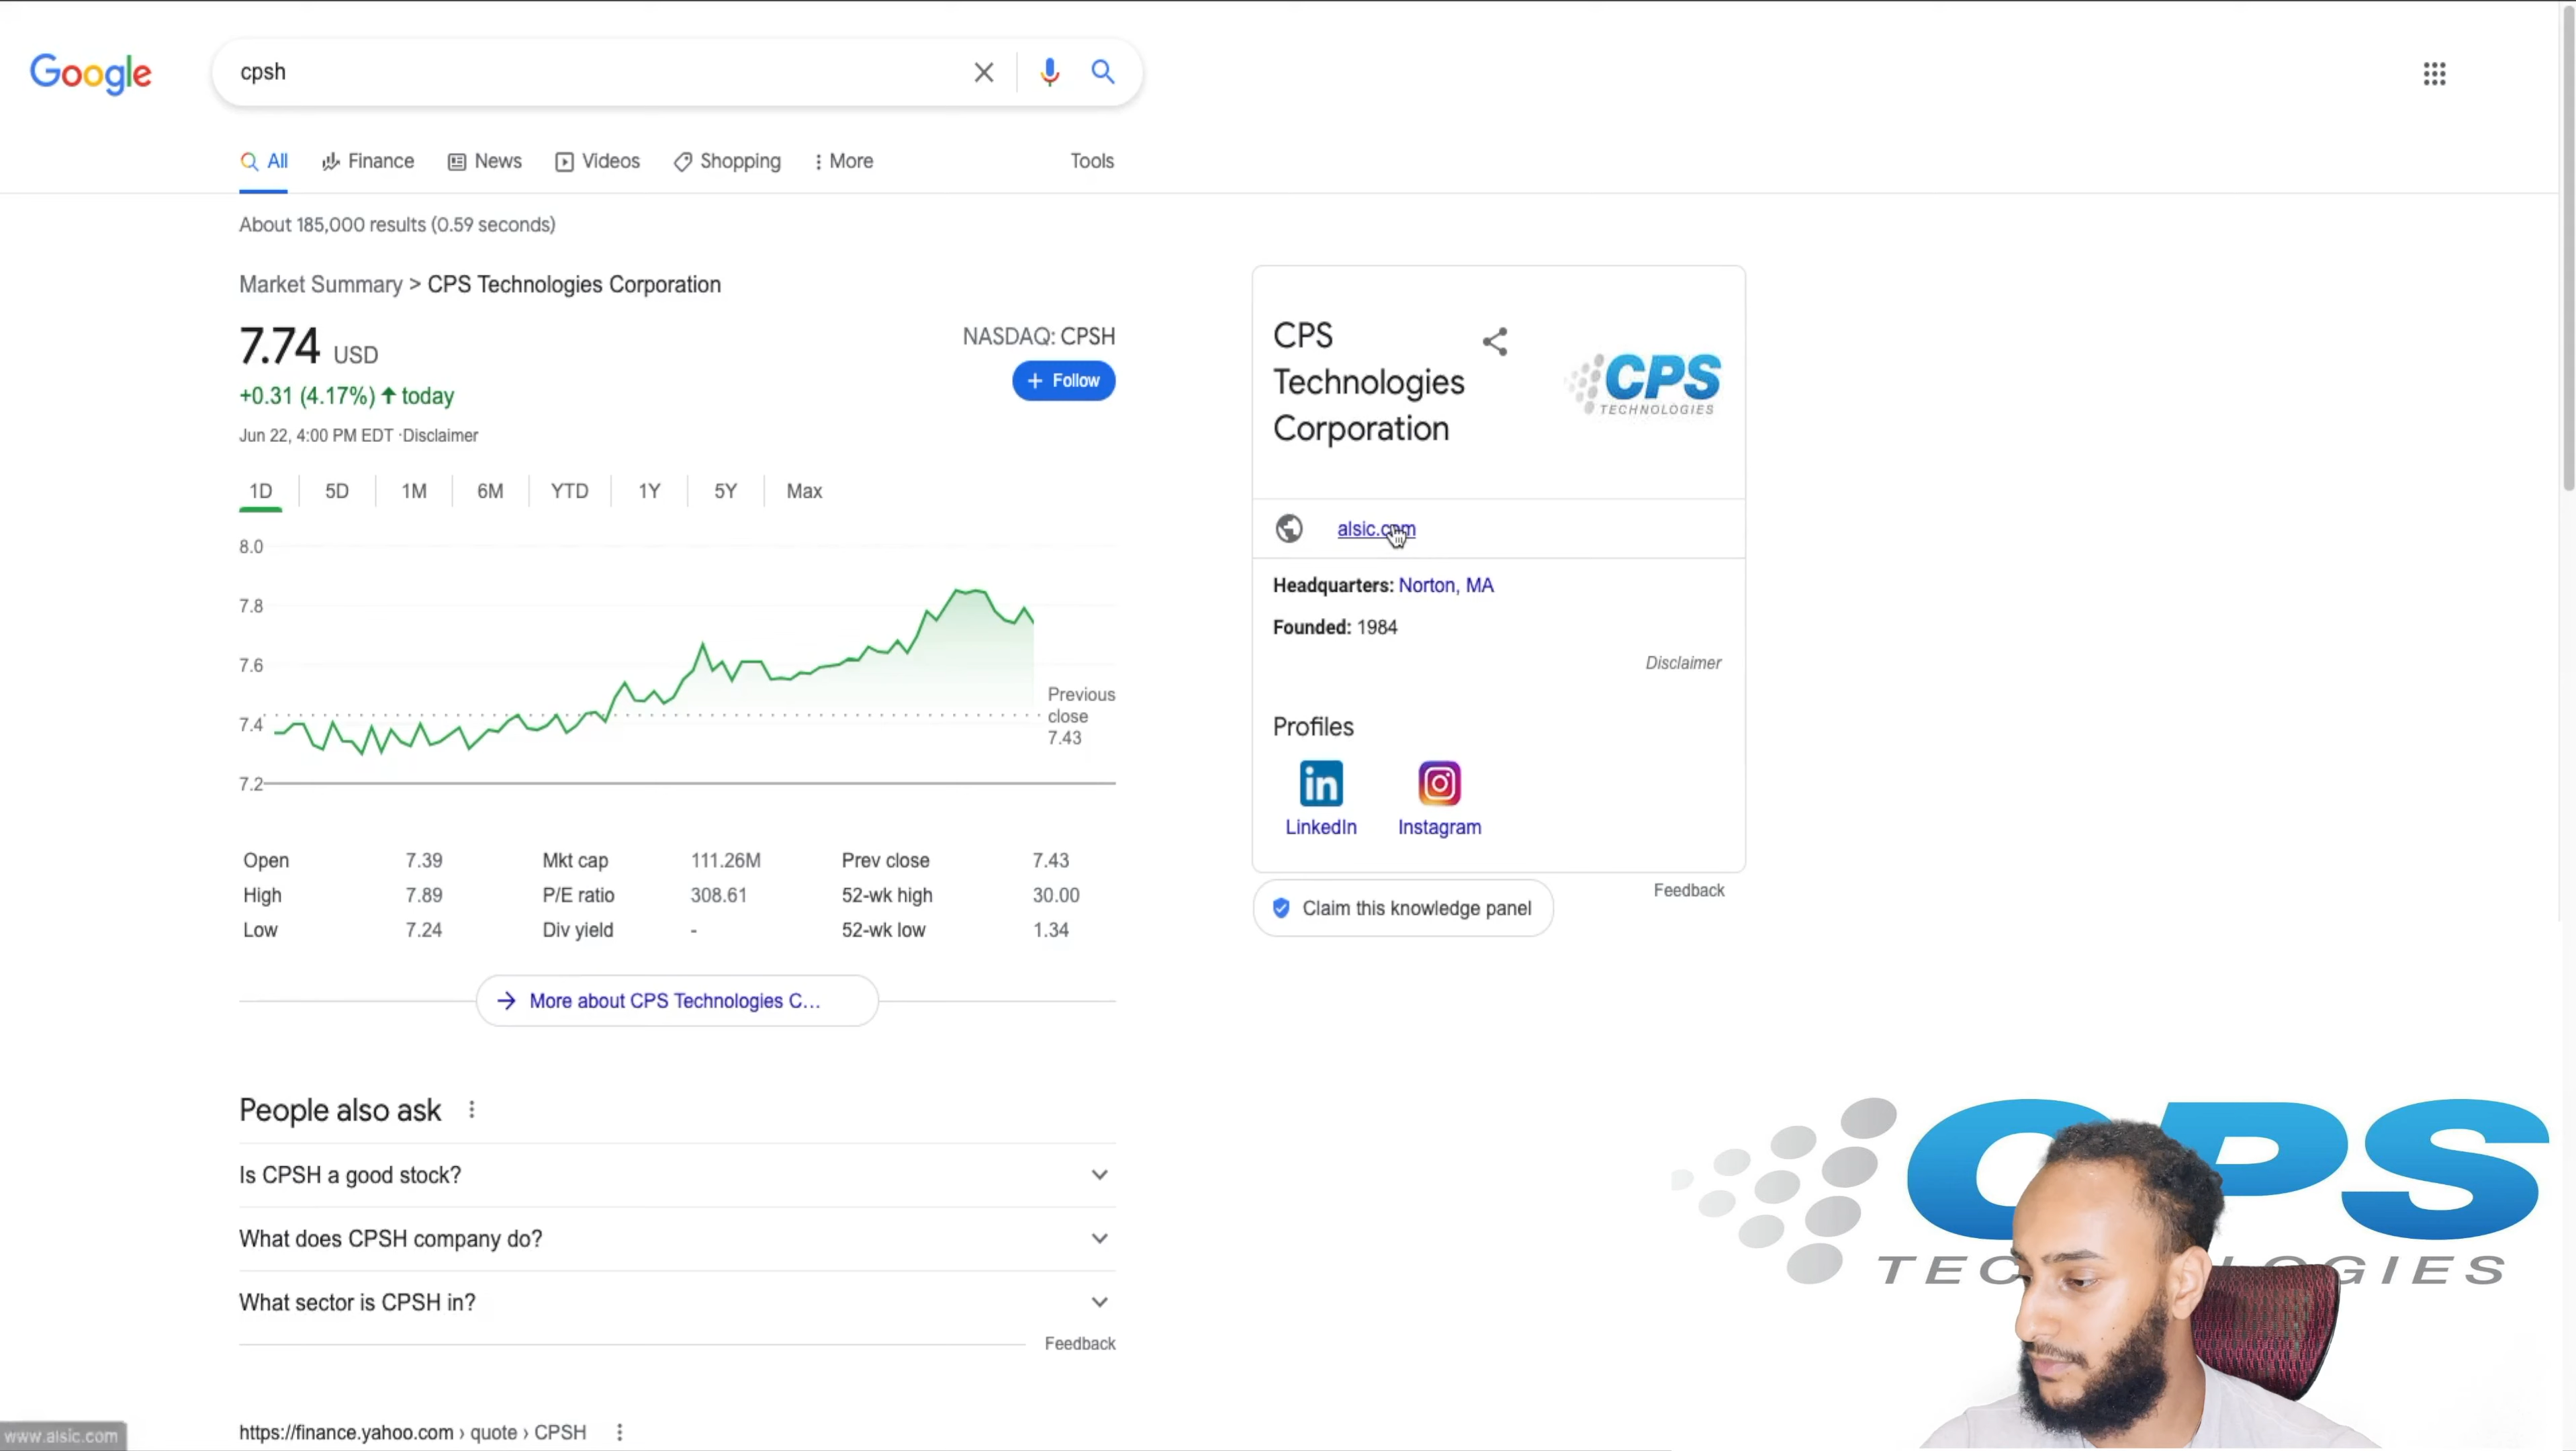 Google
cpsh
All
Finance
News
Videos
Shopping
More
Tools
About 185,000 results (0.59 seconds)
Market Summary > CPS Technologies Corporation
7.74 USD
NASDAQ: CPSH
+ Follow
+0.31 (4.17%) today
Jun 22, 4:00 PM EDT ·Disclaimer
1D
5D
1M
6M
YTD
1Y
5Y
Max
8.0
7.8
7.6
7.4
7.2
Previous
close
7.43
Open 7.39 Mkt cap 111.26M Prev close 7.43
High 7.89 P/E ratio 308.61 52-wk high 30.00
Low 7.24 Div yield - 52-wk low 1.34
More about CPS Technologies C...
People also ask
Is CPSH a good stock?
What does CPSH company do?
What sector is CPSH in?
Feedback
https://finance.yahoo.com › quote › CPSH
www.alsic.com
CPS
Technologies
Corporation
CPS
TECHNOLOGIES
alsic.com
Headquarters: Norton, MA
Founded: 1984
Disclaimer
Profiles
LinkedIn
Instagram
Claim this knowledge panel
Feedback
CPS
TEC OGIES